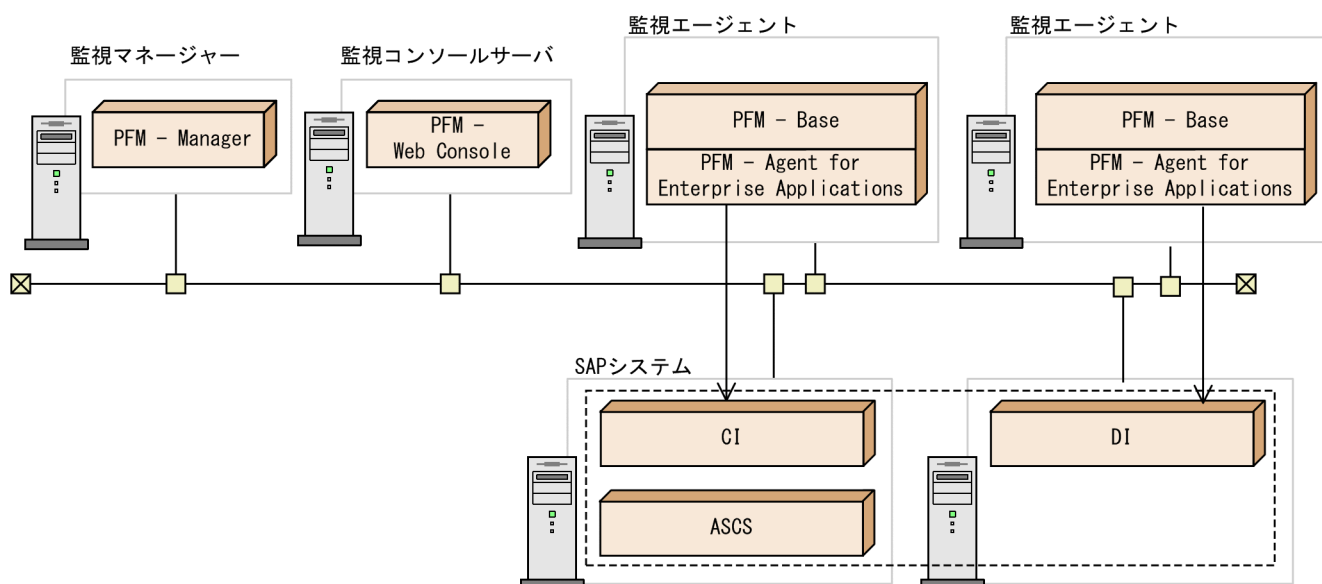 監視マネージャー
監視コンソールサーバ
監視エージェント
監視エージェント
PFM − Manager
PFM −
Web Console
PFM − Base
PFM − Agent for
Enterprise Applications
PFM − Base
PFM − Agent for
Enterprise Applications
SAPシステム
CI
DI
ASCS